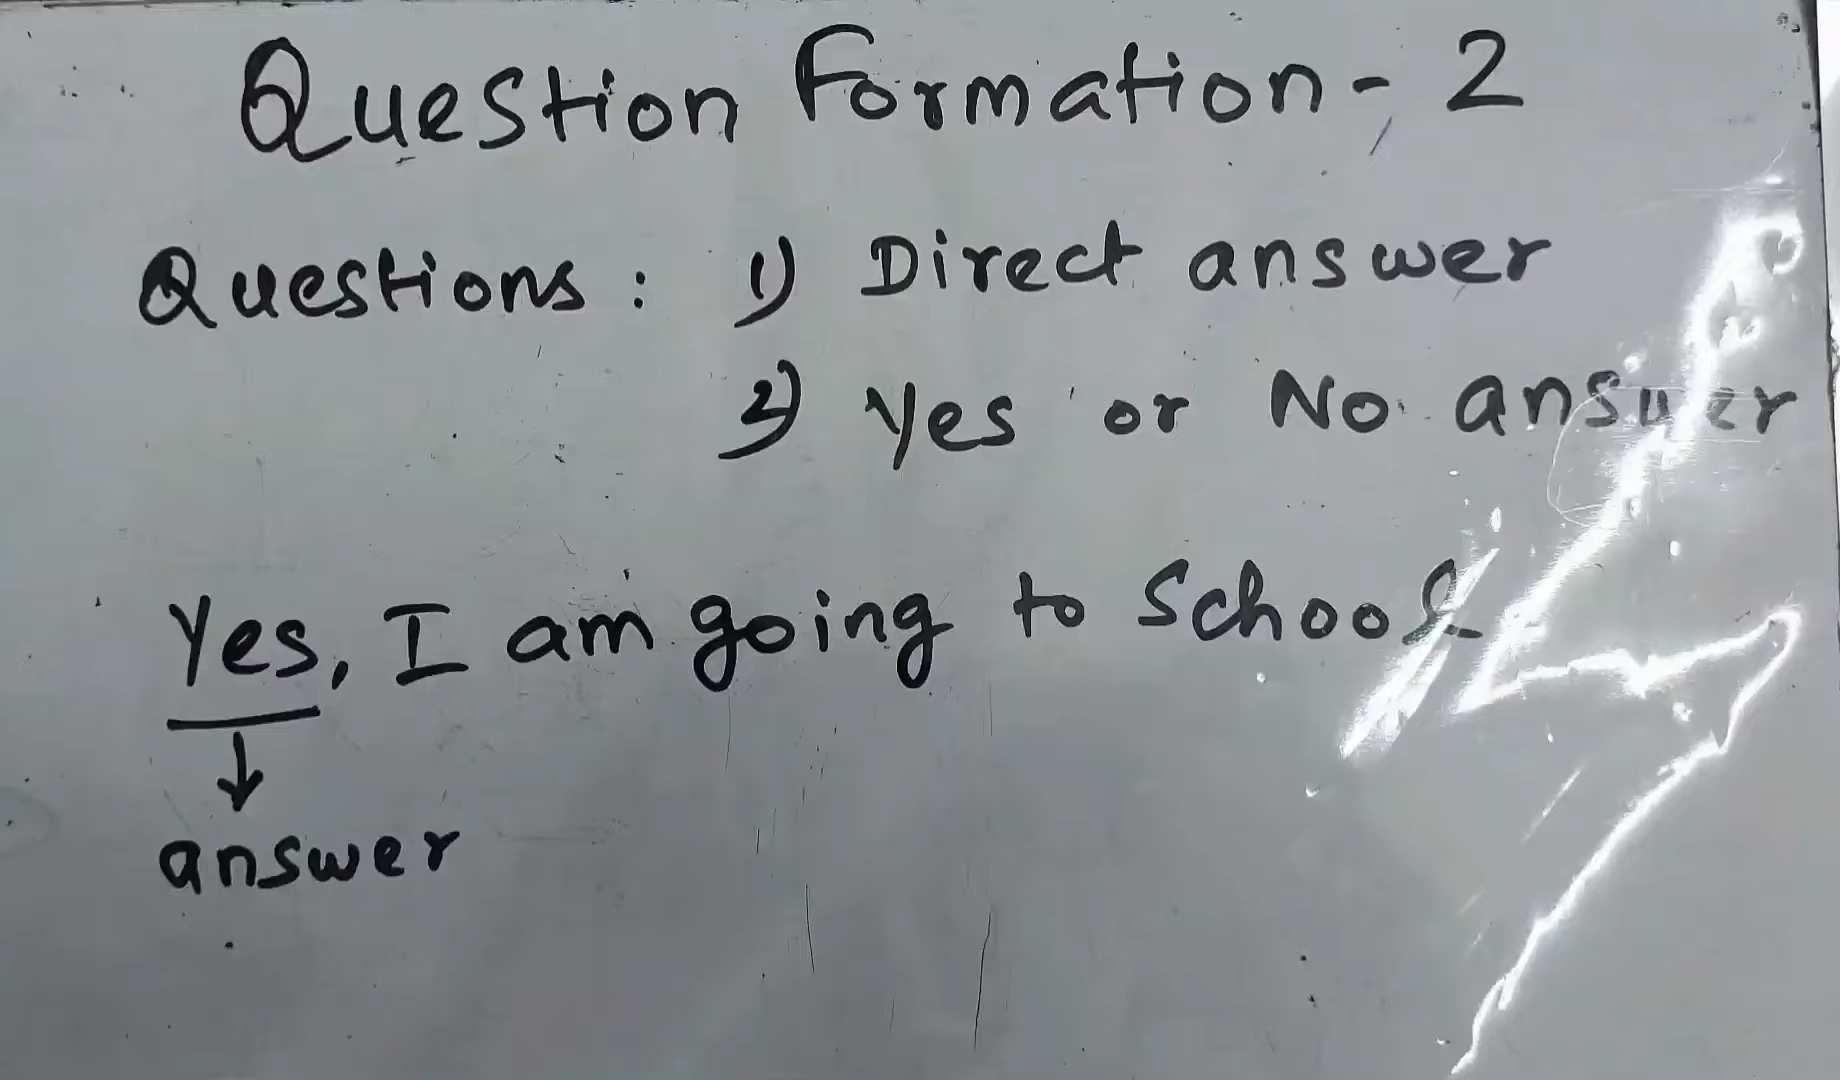 Question Formation - 2
Questions : 1) Direct answer
2) Yes or No answer
Yes, I am going to School
answer